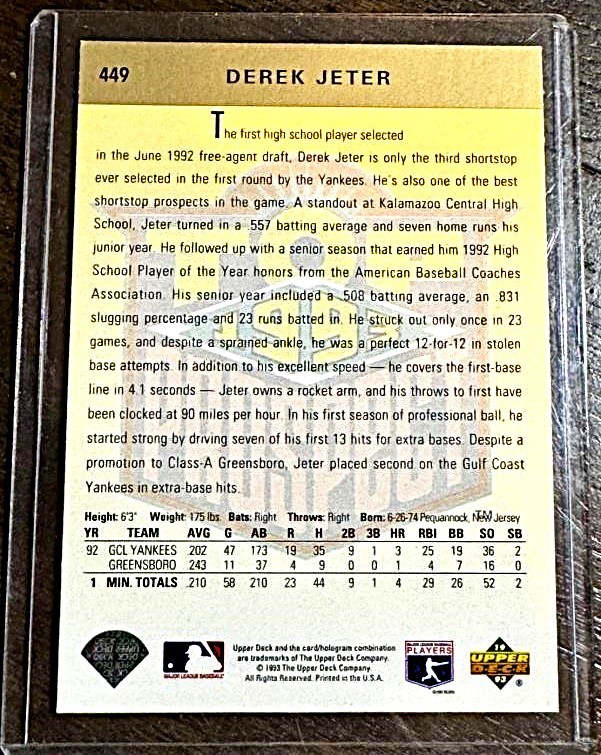 449 DEREK JETER
The first high school player selected
in the June 1992 free-agent draft, Derek Jeter is only the third shortstop
ever selected in the first round by the Yankees. He's also one of the best
shortstop prospects in the game. A standout at Kalamazoo Central High
School, Jeter turned in a .557 batting average and seven home runs his
junior year. He followed up with a senior season that earned him 1992 High
School Player of the Year honors from the American Baseball Coaches
Association. His senior year included a .508 batting average, an .831
slugging percentage and 23 runs batted in. He struck out only once in 23
games, and despite a sprained ankle, he was a perfect 12-for-12 in stolen
base attempts. In addition to his excellent speed — he covers the first-base
line in 4.1 seconds — Jeter owns a rocket arm, and his throws to first have
been clocked at 90 miles per hour. In his first season of professional ball, he
started strong by driving seven of his first 13 hits for extra bases. Despite a
promotion to Class-A Greensboro, Jeter placed second on the Gulf Coast
Yankees in extra-base hits.
TOP
1993
PROSPECT
TM
Height: 6'3" Weight: 175 lbs. Bats: Right Throws: Right Born: 6-26-74 Pequannock, New Jersey
YR TEAM AVG G AB R H 2B 3B HR RBI BB SO SB
92 GCL YANKEES .202 47 173 19 35 9 1 3 25 19 36 2
GREENSBORO .243 11 37 4 9 0 0 1 4 7 16 0
1 MIN. TOTALS .210 58 210 23 44 9 1 4 29 26 52 2
Upper Deck and the card/hologram combination
are trademarks of The Upper Deck Company.
© 1993 The Upper Deck Company.
All Rights Reserved. Printed in the U.S.A.
MAJOR LEAGUE BASEBALL
MAJOR LEAGUE BASEBALL
PLAYERS
19
UPPER
DECK
93
®